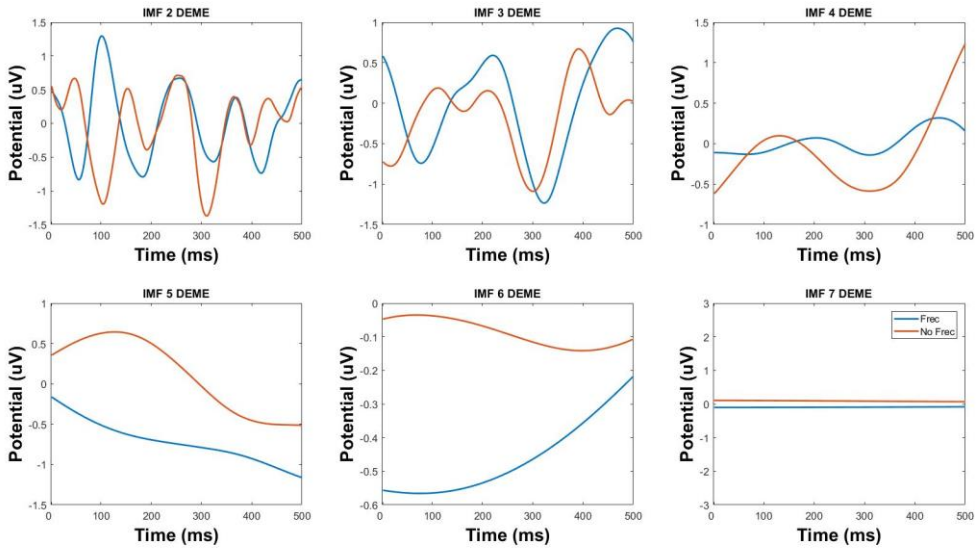 IMF 2 DEME
Potential (uV)
1.5
1
0.5
0
-0.5
-1
-1.5
0 100 200 300 400 500
Time (ms)
IMF 3 DEME
Potential (uV)
1
0.5
0
-0.5
-1
-1.5
0 100 200 300 400 500
Time (ms)
IMF 4 DEME
Potential (uV)
1.5
1
0.5
0
-0.5
-1
0 100 200 300 400 500
Time (ms)
IMF 5 DEME
Potential (uV)
1
0.5
0
-0.5
-1
-1.5
0 100 200 300 400 500
Time (ms)
IMF 6 DEME
Potential (uV)
0
-0.1
-0.2
-0.3
-0.4
-0.5
-0.6
0 100 200 300 400 500
Time (ms)
IMF 7 DEME
Potential (uV)
3
2
1
0
-1
-2
-3
Frec
No Frec
0 100 200 300 400 500
Time (ms)